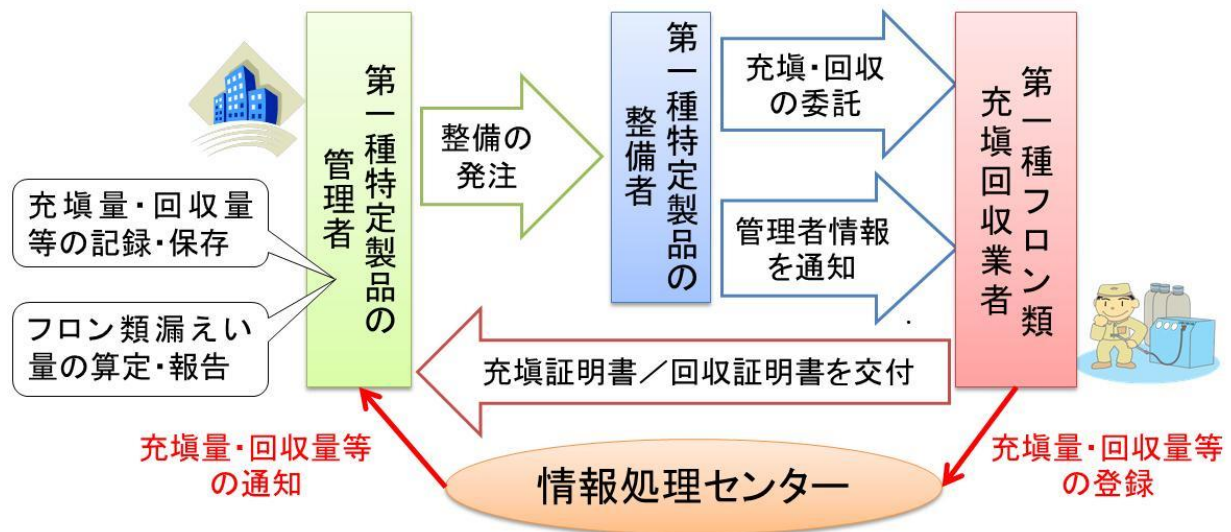 第一種特定製品の
管理者
充塡量・回収量
等の記録・保存
フロン類漏えい
量の算定・報告
整備の
発注
第一種特定製品の
整備者
充塡・回収
の委託
管理者情報
を通知
第一種フロン類
充塡回収業者
充塡証明書／回収証明書を交付
充塡量・回収量等
の通知
情報処理センター
充塡量・回収量等
の登録